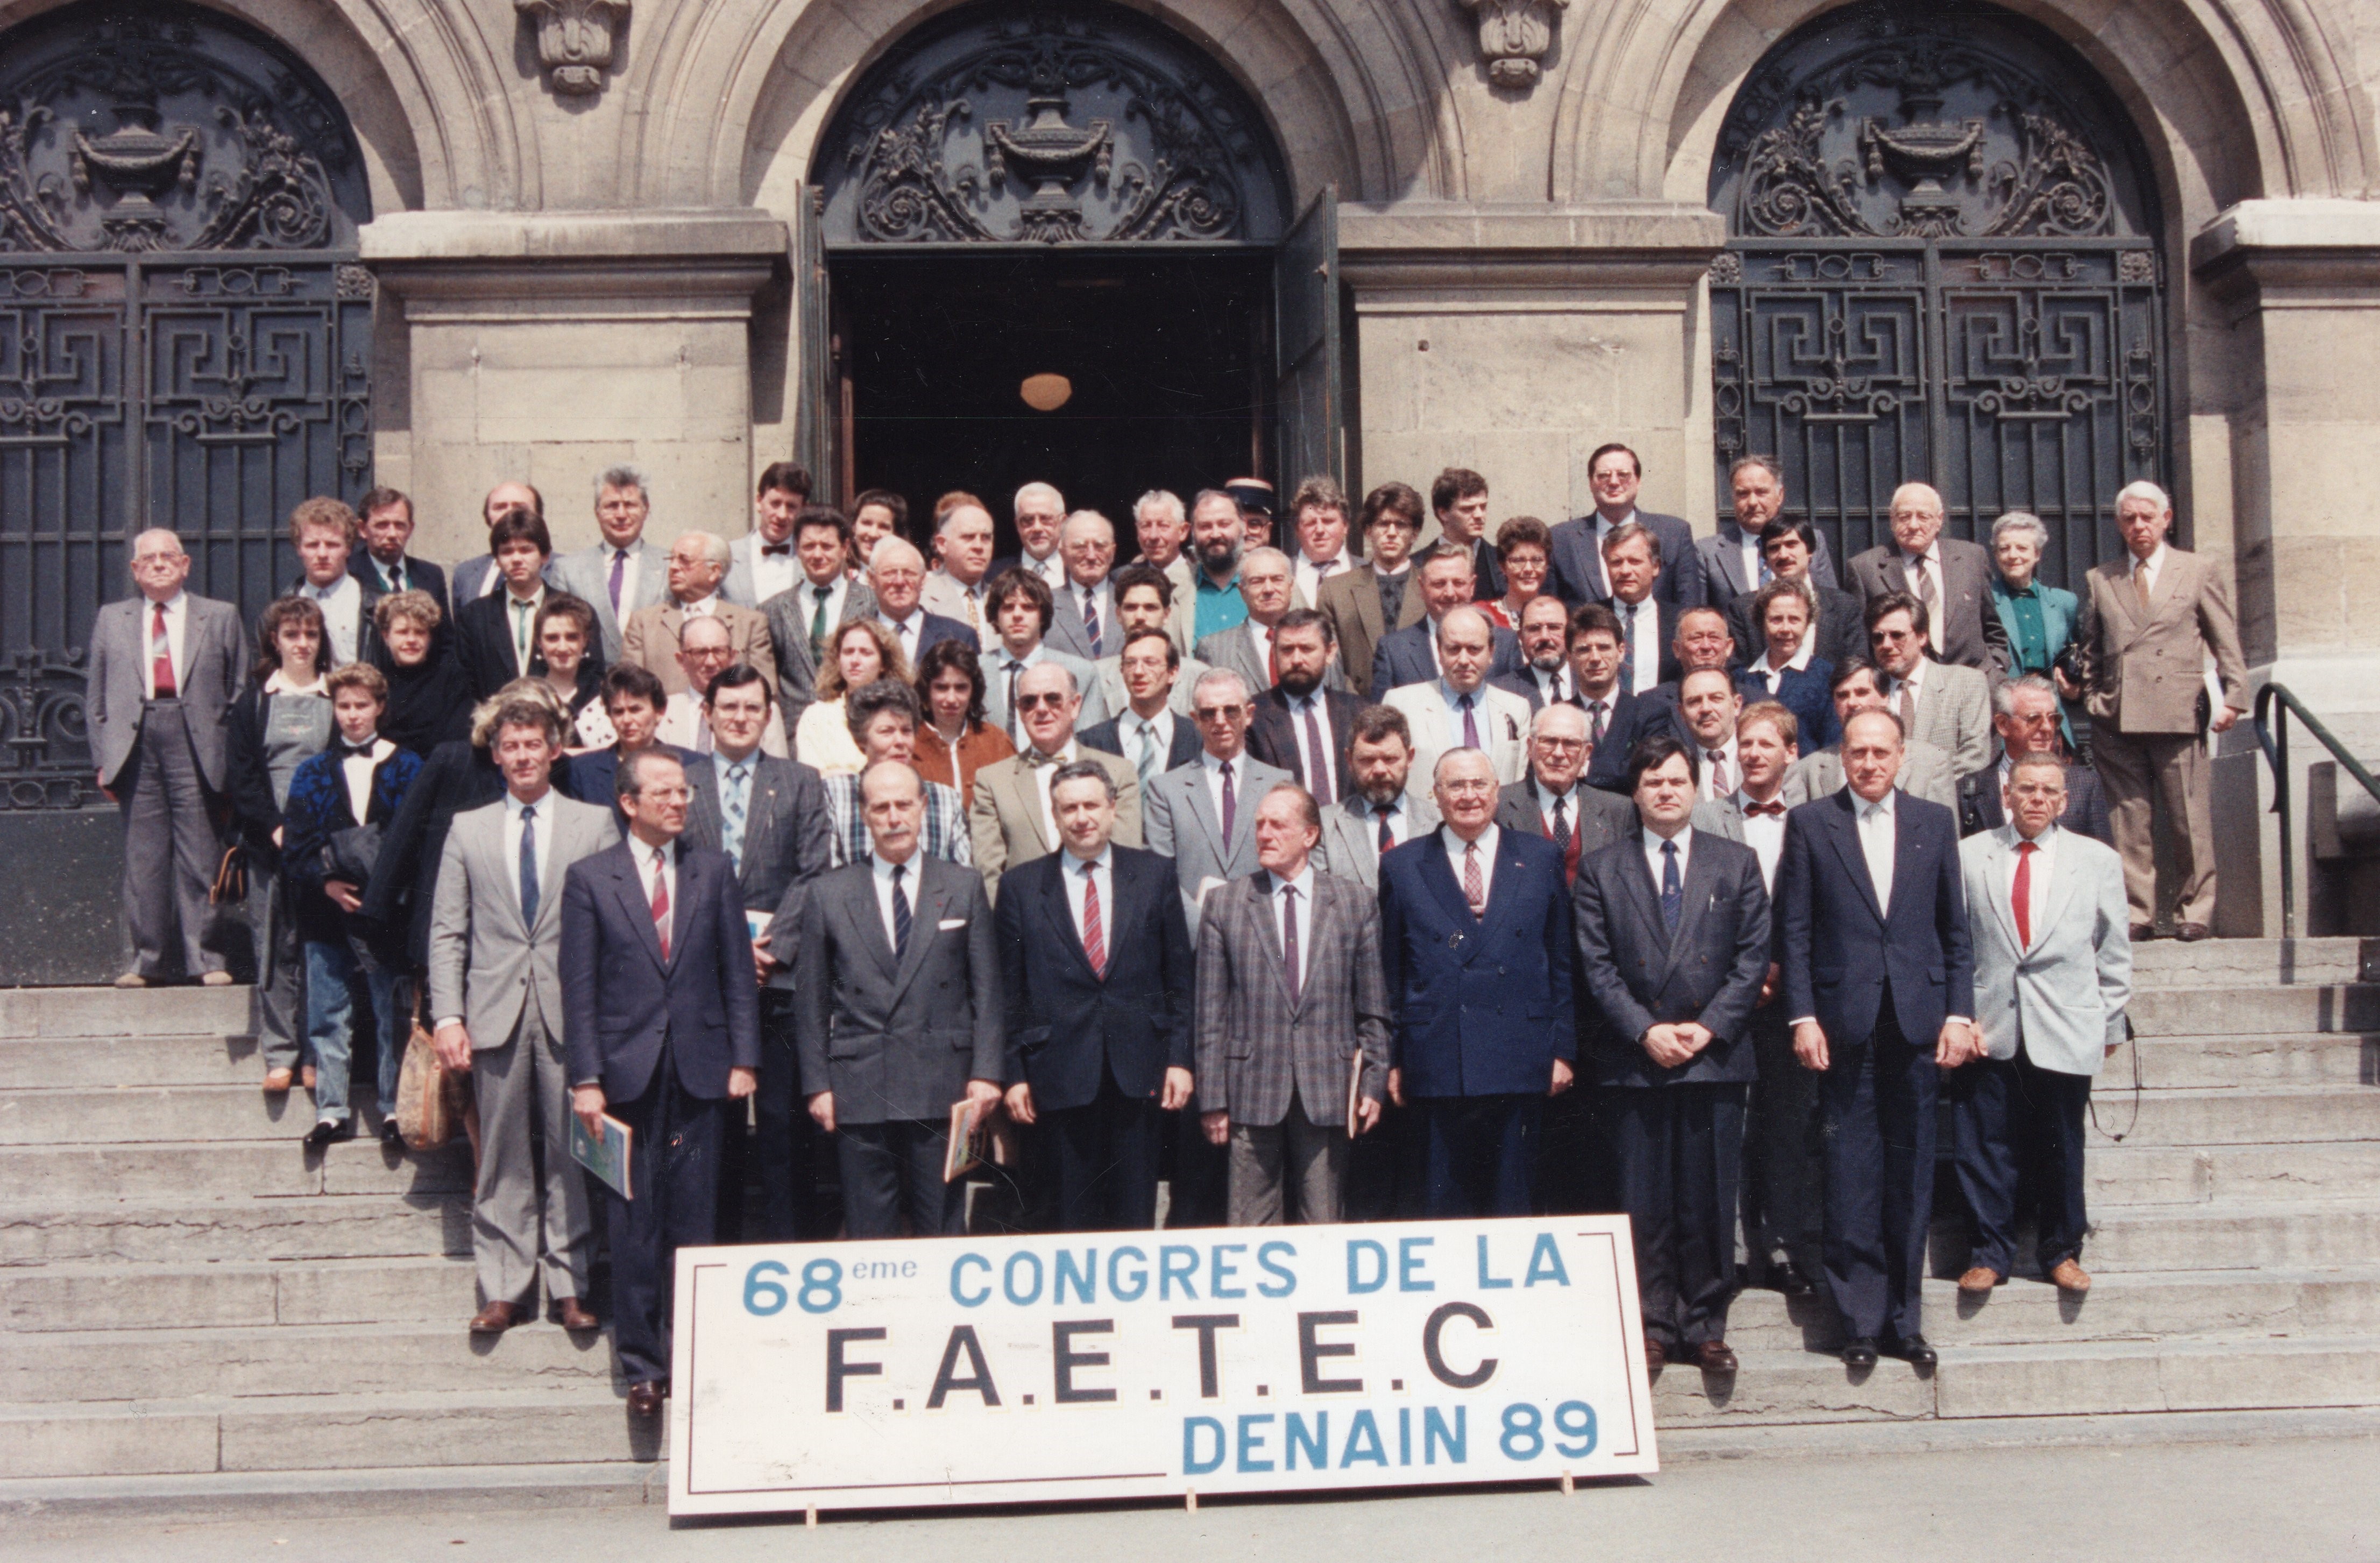 68eme CONGRES DE LA
F.A.E.T.E.C
DENAIN 89